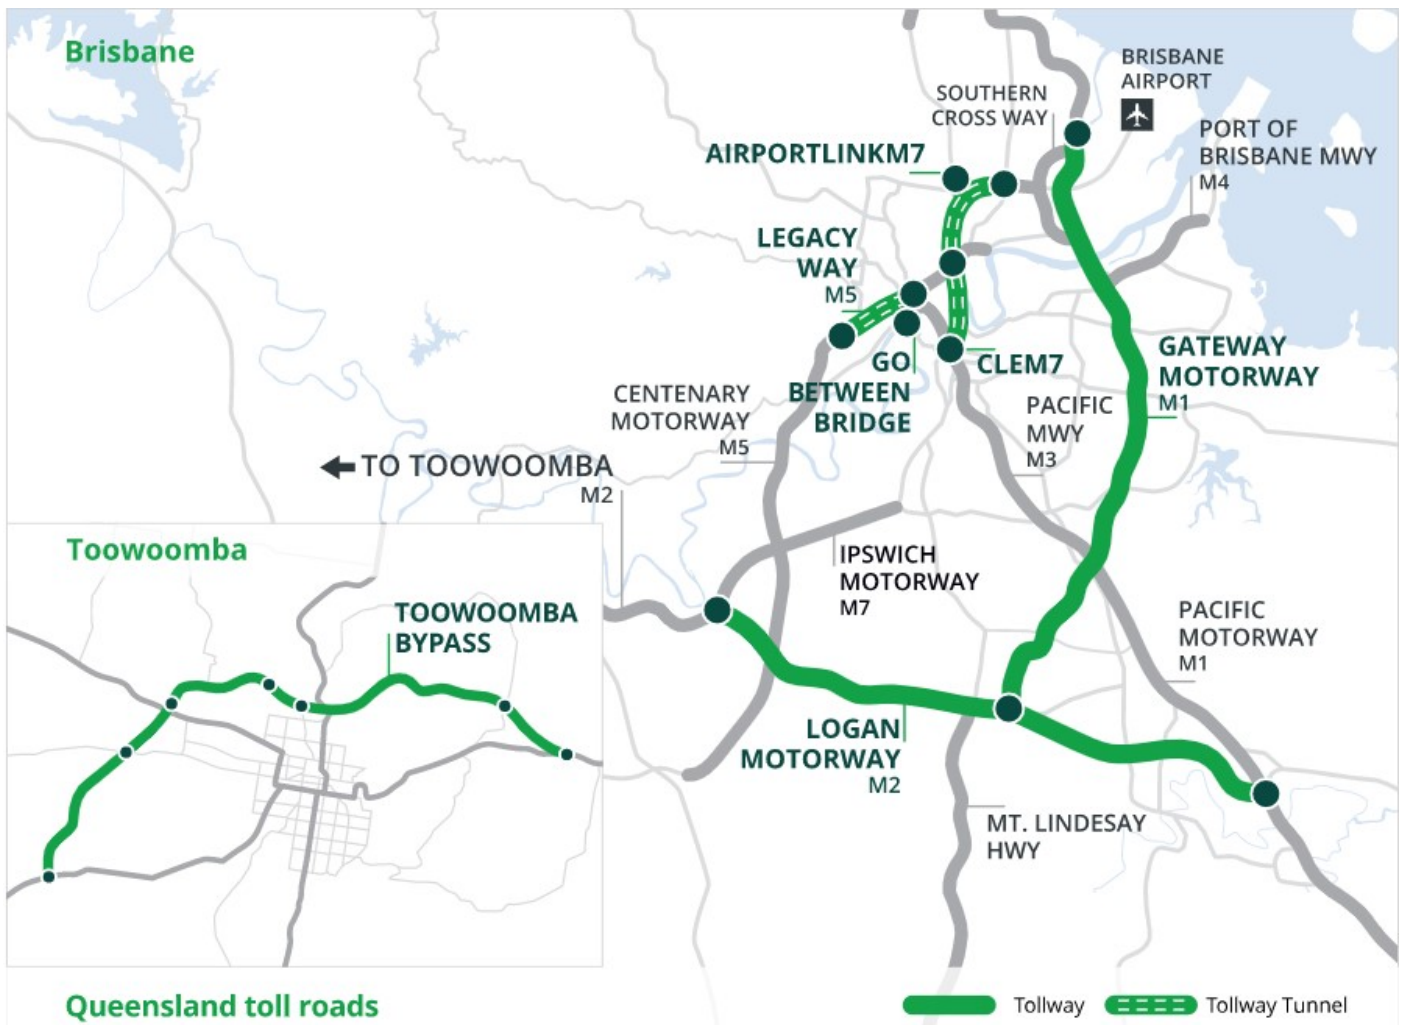 Brisbane
BRISBANE
AIRPORT
SOUTHERN
CROSS WAY
PORT OF
BRISBANE MWY
M4
AIRPORTLINKM7
LEGACY
WAY
M5
GO
BETWEEN
BRIDGE
CLEM7
GATEWAY
MOTORWAY
M1
CENTENARY
MOTORWAY
M5
PACIFIC
MWY
M3
TO TOOWOOMBA
M2
IPSWICH
MOTORWAY
M7
PACIFIC
MOTORWAY
M1
LOGAN
MOTORWAY
M2
MT. LINDESAY
HWY
Toowoomba
TOOWOOMBA
BYPASS
Queensland toll roads
Tollway
Tollway Tunnel